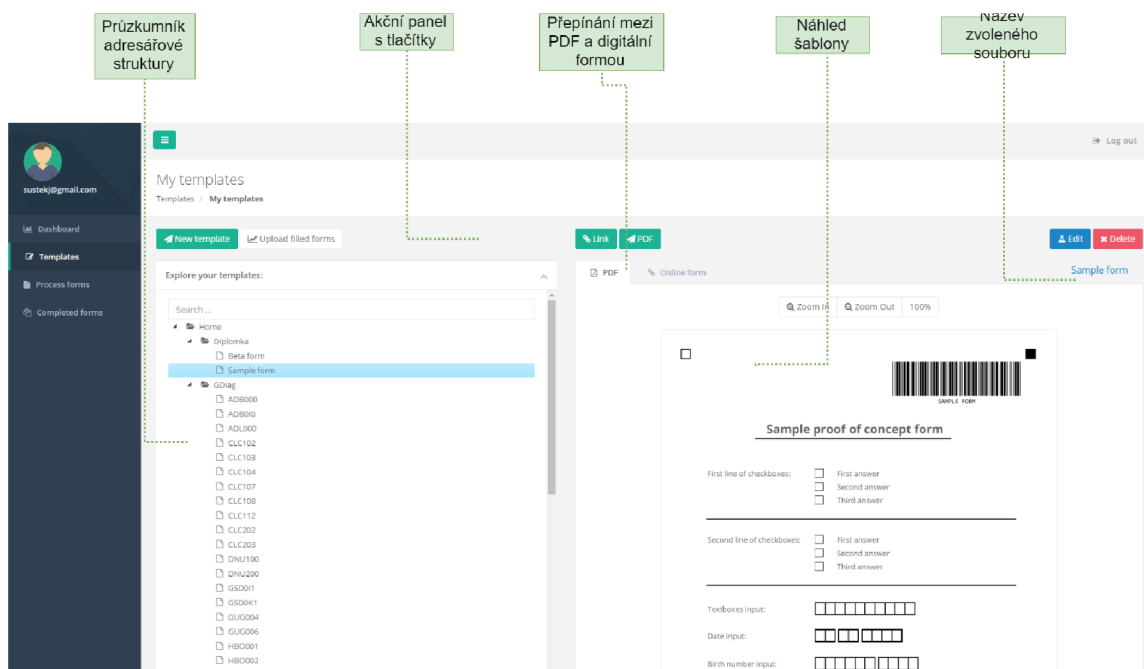 Průzkumník
adresářové
struktury
Akční panel
s tlačítky
Přepínání mezi
PDF a digitální
formou
Náhled
šablony
Název
zvoleného
souboru
sustekj@gmail.com
Log out
My templates
Templates / My templates
Dashboard
Templates
Process forms
Completed forms
New template
Upload filled forms
Link
PDF
Edit
Delete
Explore your templates:
PDF
Online form
Sample form
Search ...
Home
Diplomka
Beta form
Sample form
GDiag
ADB000
ADB0I0
ADL000
CLC102
CLC103
CLC104
CLC107
CLC108
CLC112
CLC202
CLC203
DNU100
DNU200
GSD0I1
GSD0K1
GUG004
GUG006
HBO001
HBO002
Zoom In
Zoom Out
100%
SAMPLE FORM
Sample proof of concept form
First line of checkboxes:
First answer
Second answer
Third answer
Second line of checkboxes:
First answer
Second answer
Third answer
Textboxes input:
Date input:
Birth number input: